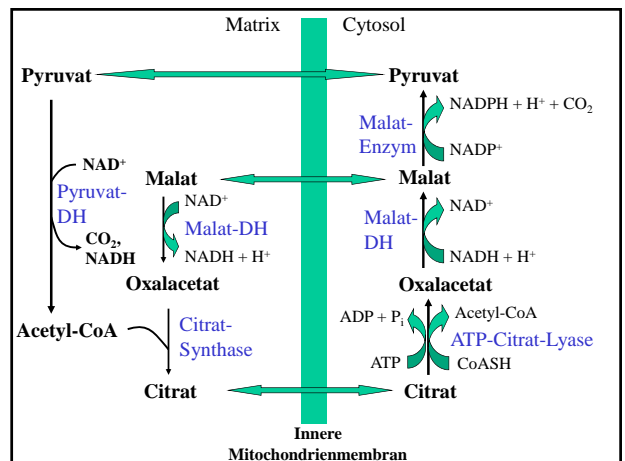 Matrix
Cytosol
Pyruvat
Pyruvat
NADPH + H⁺ + CO₂
Malat-
Enzym
NADP⁺
NAD⁺
Pyruvat-
DH
CO₂,
NADH
Malat
NAD⁺
Malat-DH
NADH + H⁺
Malat
NAD⁺
Malat-
DH
NADH + H⁺
Oxalacetat
Oxalacetat
Acetyl-CoA
Citrat-
Synthase
ADP + Pᵢ
Acetyl-CoA
ATP-Citrat-Lyase
ATP
CoASH
Citrat
Citrat
Innere
Mitochondrienmembran